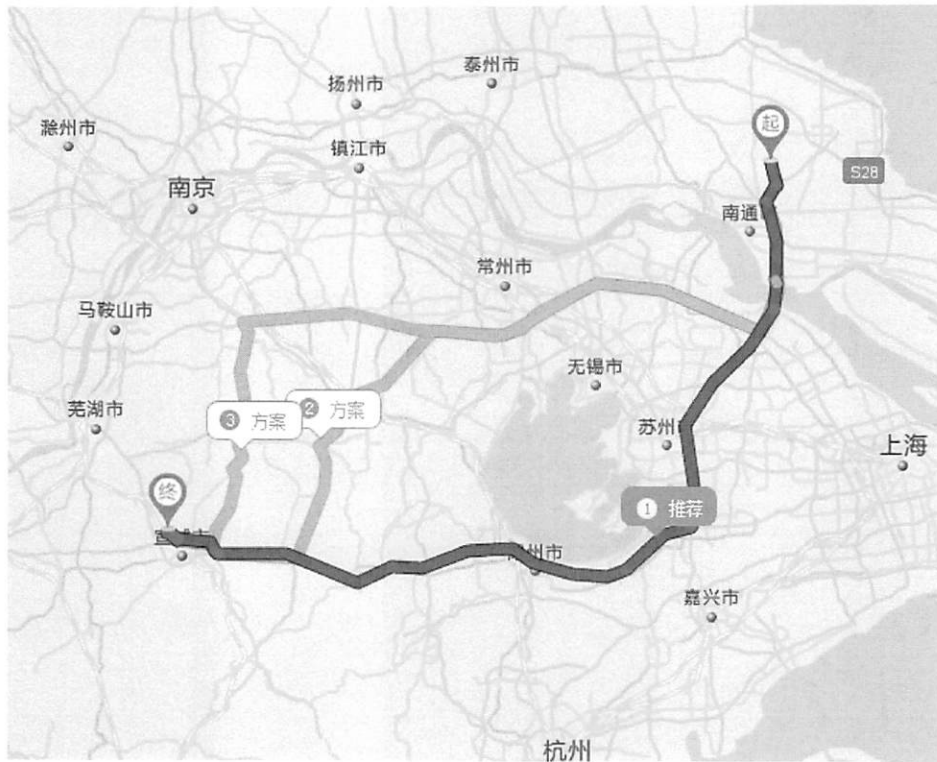 泰州市
扬州市
起
滁州市
镇江市
S28
南京
南通
常州市
马鞍山市
无锡市
芜湖市
3 方案
2 方案
苏州
上海
终
1 推荐
州市
嘉兴市
杭州